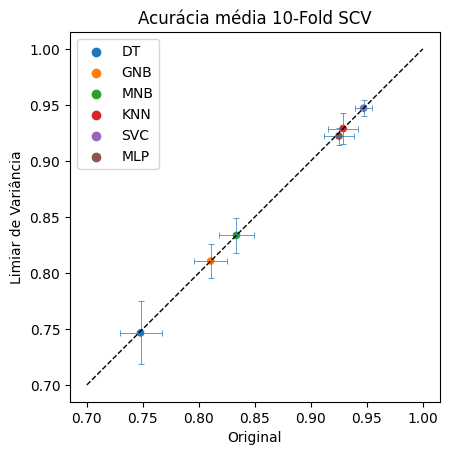 Acurácia média 10-Fold SCV
DT
GNB
MNB
KNN
SVC
MLP
Limiar de Variância
1.00
0.95
0.90
0.85
0.80
0.75
0.70
0.70 0.75 0.80 0.85 0.90 0.95 1.00
Original